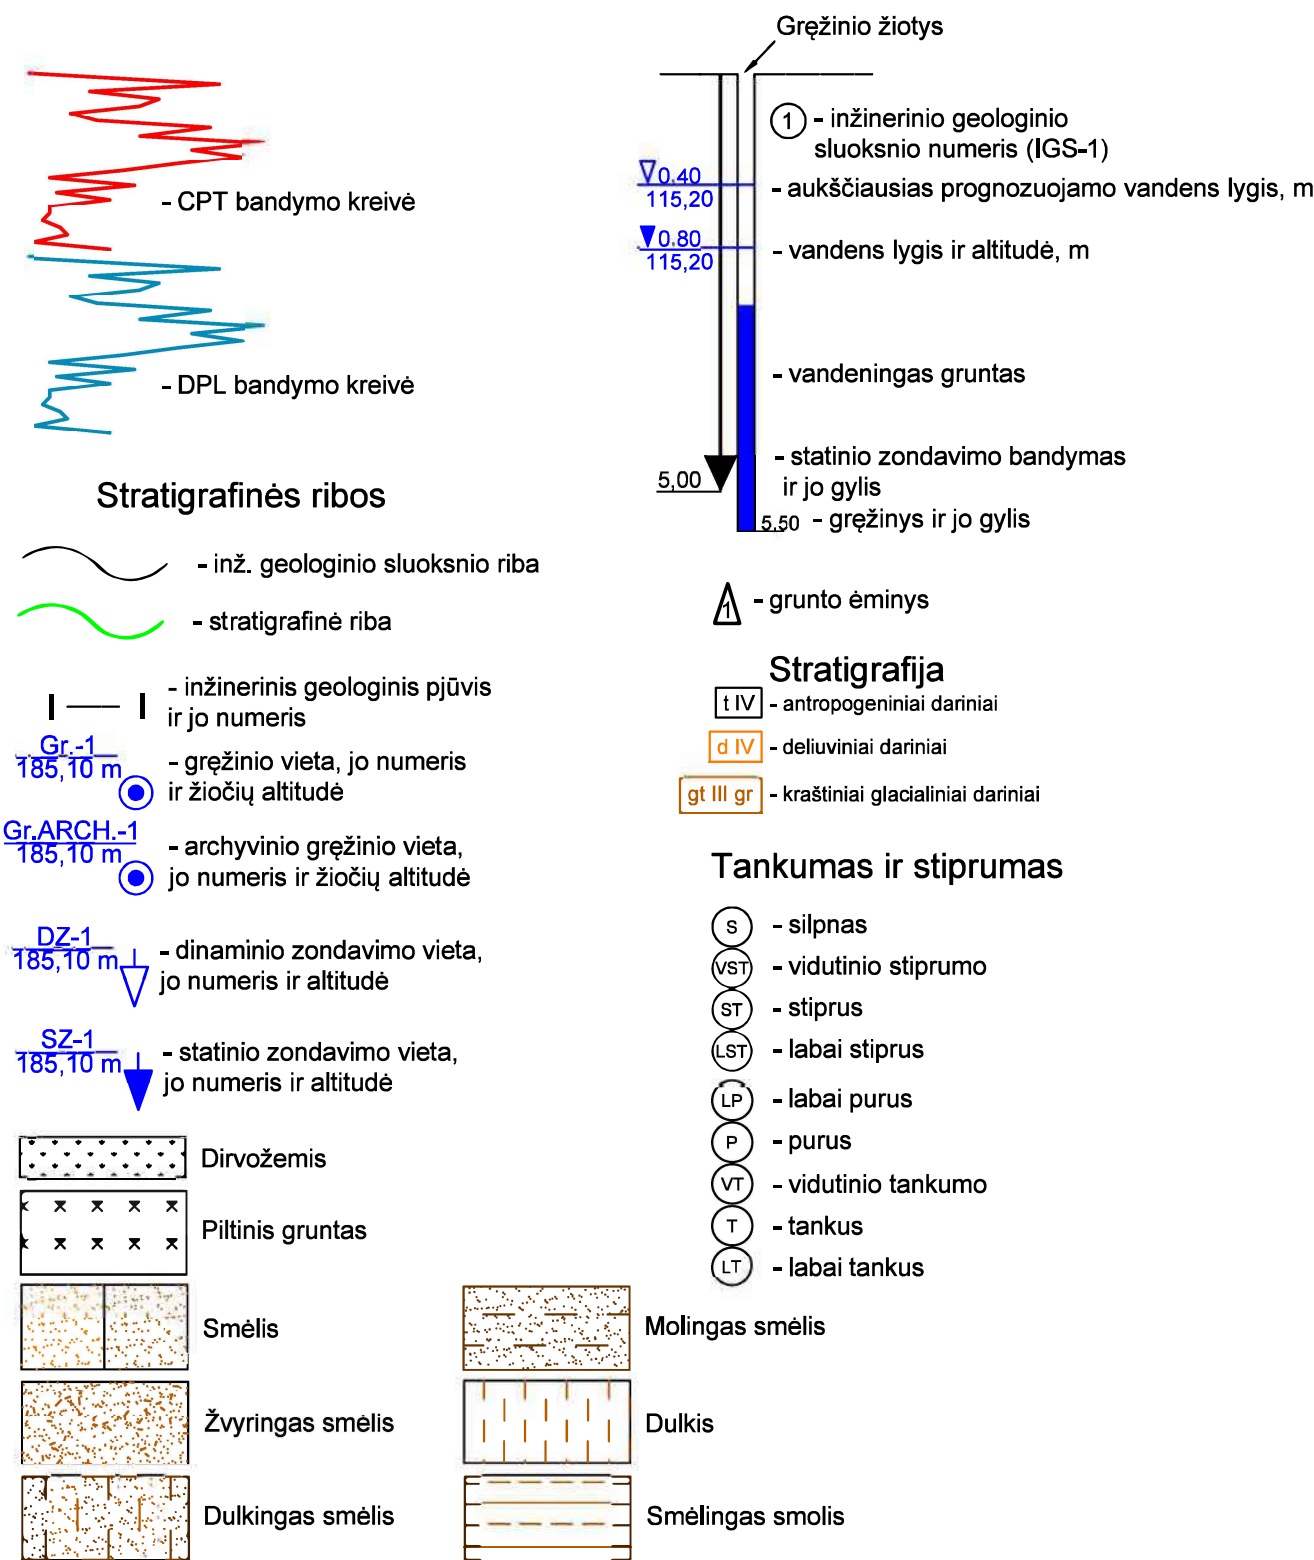 - CPT bandymo kreivė
- DPL bandymo kreivė
Stratigrafinės ribos
- inž. geologinio sluoksnio riba
- stratigrafinė riba
- inžinerinis geologinis pjūvis
ir jo numeris
I — I
Gr.-1
185,10 m
- gręžinio vieta, jo numeris
ir žiočių altitudė
Gr.ARCH.-1
185,10 m
- archyvinio gręžinio vieta,
jo numeris ir žiočių altitudė
DZ-1
185,10 m
- dinaminio zondavimo vieta,
jo numeris ir altitudė
SZ-1
185,10 m
- statinio zondavimo vieta,
jo numeris ir altitudė
Dirvožemis
Piltinis gruntas
Smėlis
Žvyringas smėlis
Dulkingas smėlis
Gręžinio žiotys
1 - inžinerinio geologinio
sluoksnio numeris (IGS-1)
0.40
115,20
- aukščiausias prognozuojamo vandens lygis, m
0.80
115,20
- vandens lygis ir altitudė, m
- vandeningas gruntas
5,00
- statinio zondavimo bandymas
ir jo gylis
5,50 - gręžinys ir jo gylis
1 - grunto ėminys
Stratigrafija
t IV - antropogeniniai dariniai
d IV - deliuviniai dariniai
gt III gr - kraštiniai glacialiniai dariniai
Tankumas ir stiprumas
S - silpnas
VST - vidutinio stiprumo
ST - stiprus
LST - labai stiprus
LP - labai purus
P - purus
VT - vidutinio tankumo
T - tankus
LT - labai tankus
Molingas smėlis
Dulkis
Smėlingas smolis